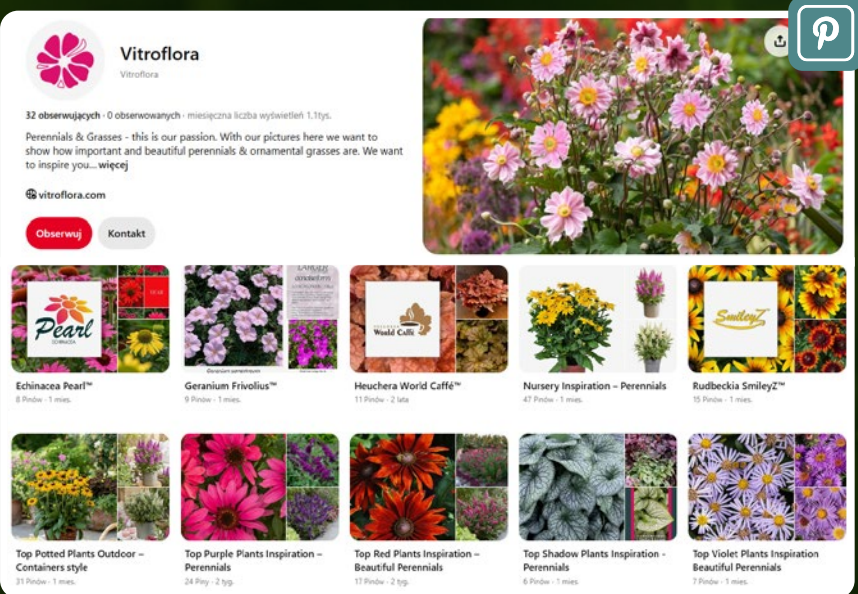 Vitroflora
Vitroflora
32 obserwujących · 0 obserwowanych · miesięczna liczba wyświetleń 1.1tys.
Perennials & Grasses - this is our passion. With our pictures here we want to
show how important and beautiful perennials & ornamental grasses are. We want
to inspire you... więcej
vitroflora.com
Obserwuj
Kontakt
Pearl
ECHINACEA
LARGER
World Caffé
SmileyZ
Echinacea Pearl™
8 Pinów · 1 mies.
Geranium Frivolius™
9 Pinów · 1 mies.
Heuchera World Caffé™
11 Pinów · 2 lata
Nursery Inspiration – Perennials
47 Pinów · 1 mies.
Rudbeckia SmileyZ™
15 Pinów · 1 mies.
Top Potted Plants Outdoor –
Containers style
31 Pinów · 1 mies.
Top Purple Plants Inspiration –
Perennials
24 Piny · 2 tyg.
Top Red Plants Inspiration –
Beautiful Perennials
17 Pinów · 2 tyg.
Top Shadow Plants Inspiration -
Perennials
6 Pinów · 1 mies.
Top Violet Plants Inspiration
Beautiful Perennials
7 Pinów · 1 mies.